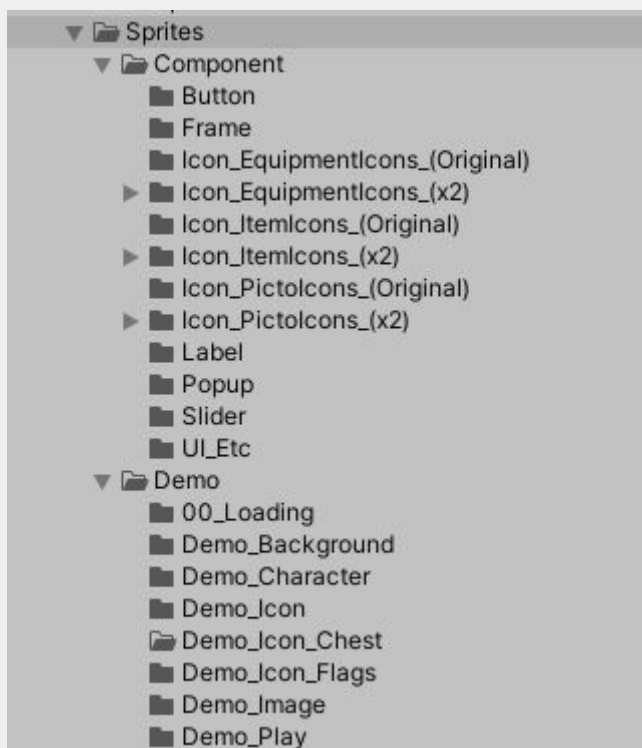 Sprites
Component
Button
Frame
Icon_EquipmentIcons_(Original)
Icon_EquipmentIcons_(x2)
Icon_ItemIcons_(Original)
Icon_ItemIcons_(x2)
Icon_PictoIcons_(Original)
Icon_PictoIcons_(x2)
Label
Popup
Slider
UI_Etc
Demo
00_Loading
Demo_Background
Demo_Character
Demo_Icon
Demo_Icon_Chest
Demo_Icon_Flags
Demo_Image
Demo_Play